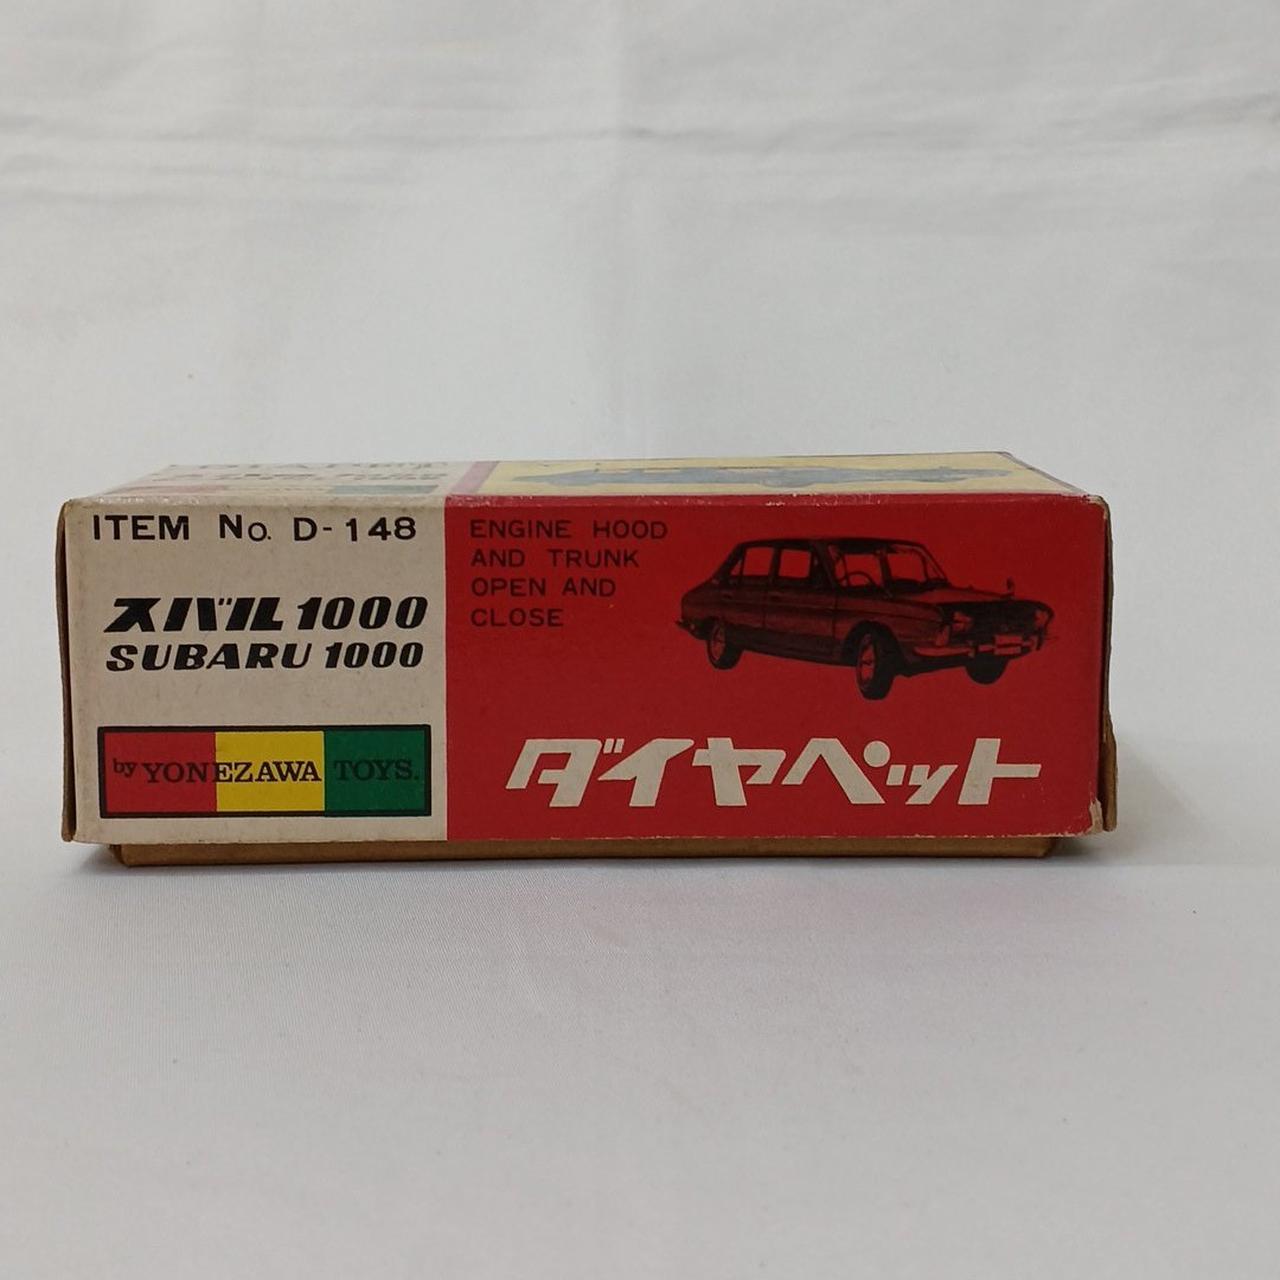 ITEM No. D-148
スバル1000
SUBARU 1000
by YONEZAWA TOYS.
ENGINE HOOD
AND TRUNK
OPEN AND
CLOSE
ダイヤペット